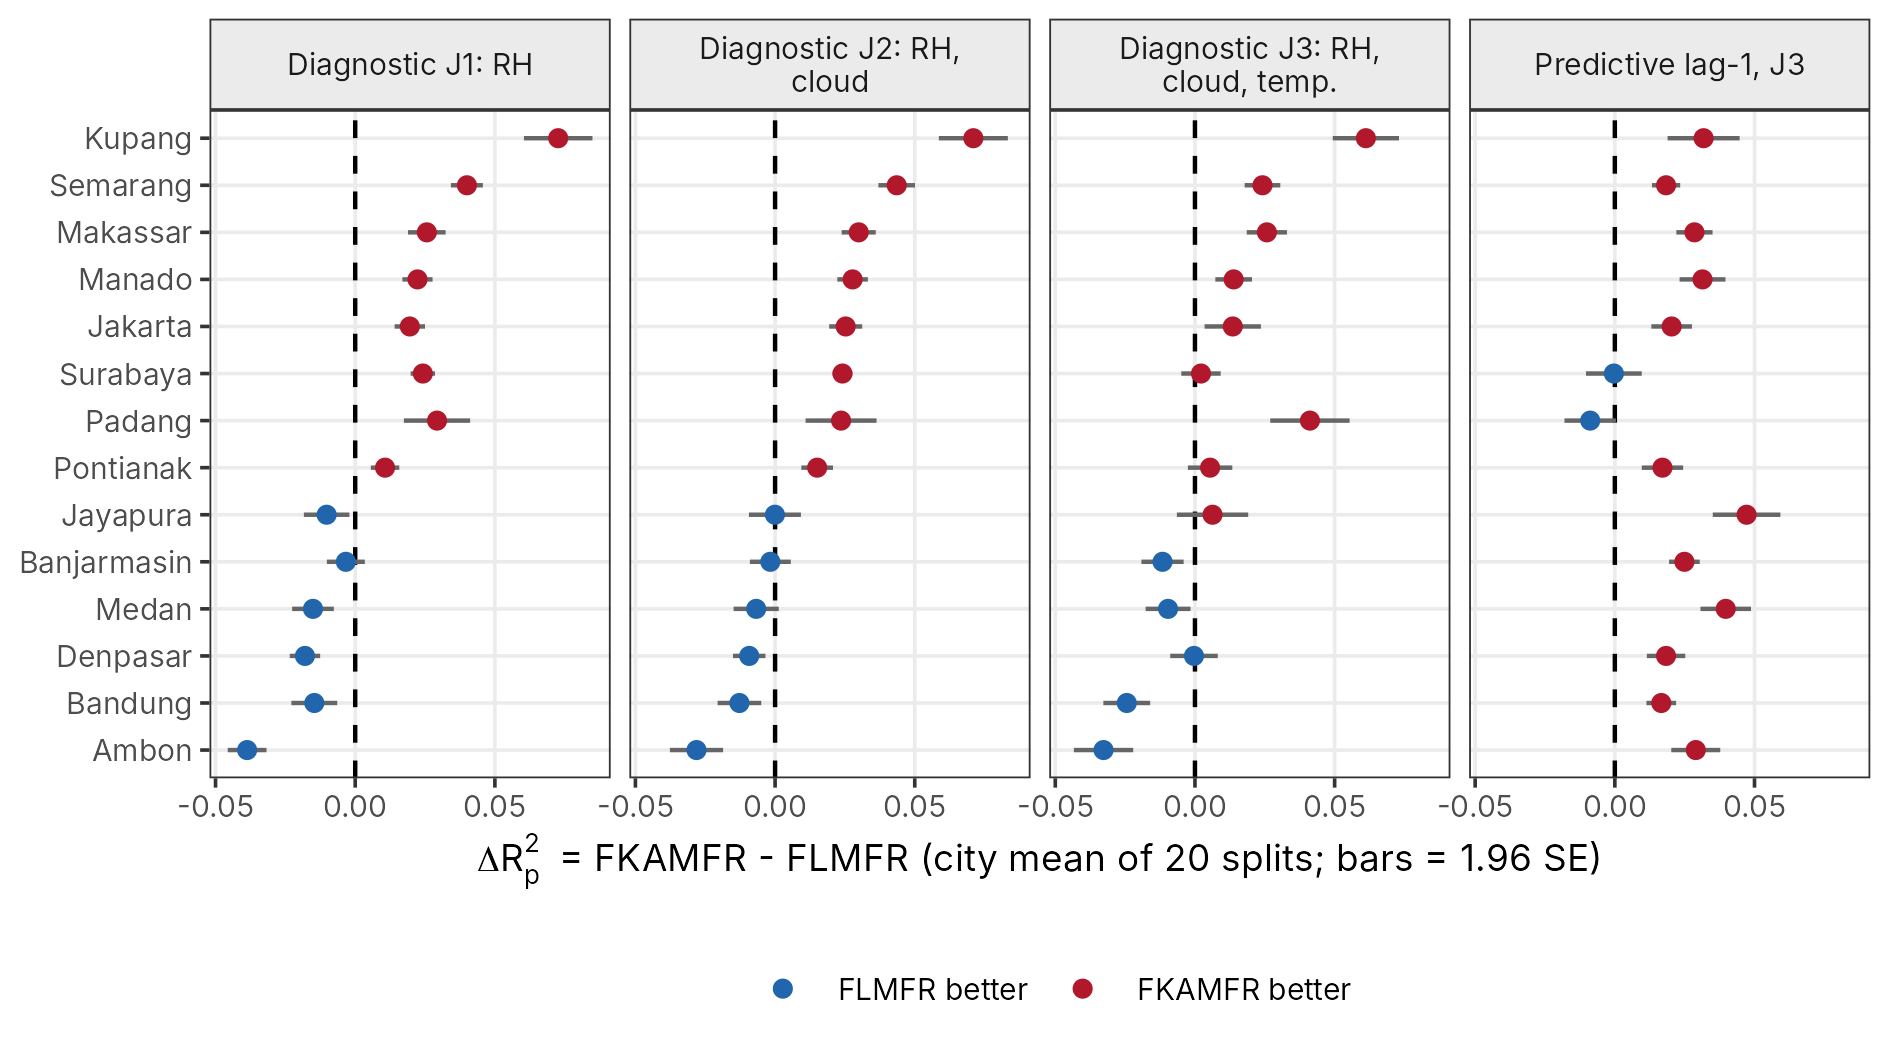 Diagnostic J1: RH
Diagnostic J2: RH,
cloud
Diagnostic J3: RH,
cloud, temp.
Predictive lag-1, J3
Kupang
Semarang
Makassar
Manado
Jakarta
Surabaya
Padang
Pontianak
Jayapura
Banjarmasin
Medan
Denpasar
Bandung
Ambon
-0.05 0.00 0.05 -0.05 0.00 0.05 -0.05 0.00 0.05 -0.05 0.00 0.05
ΔR²ₚ = FKAMFR - FLMFR (city mean of 20 splits; bars = 1.96 SE)
FLMFR better FKAMFR better